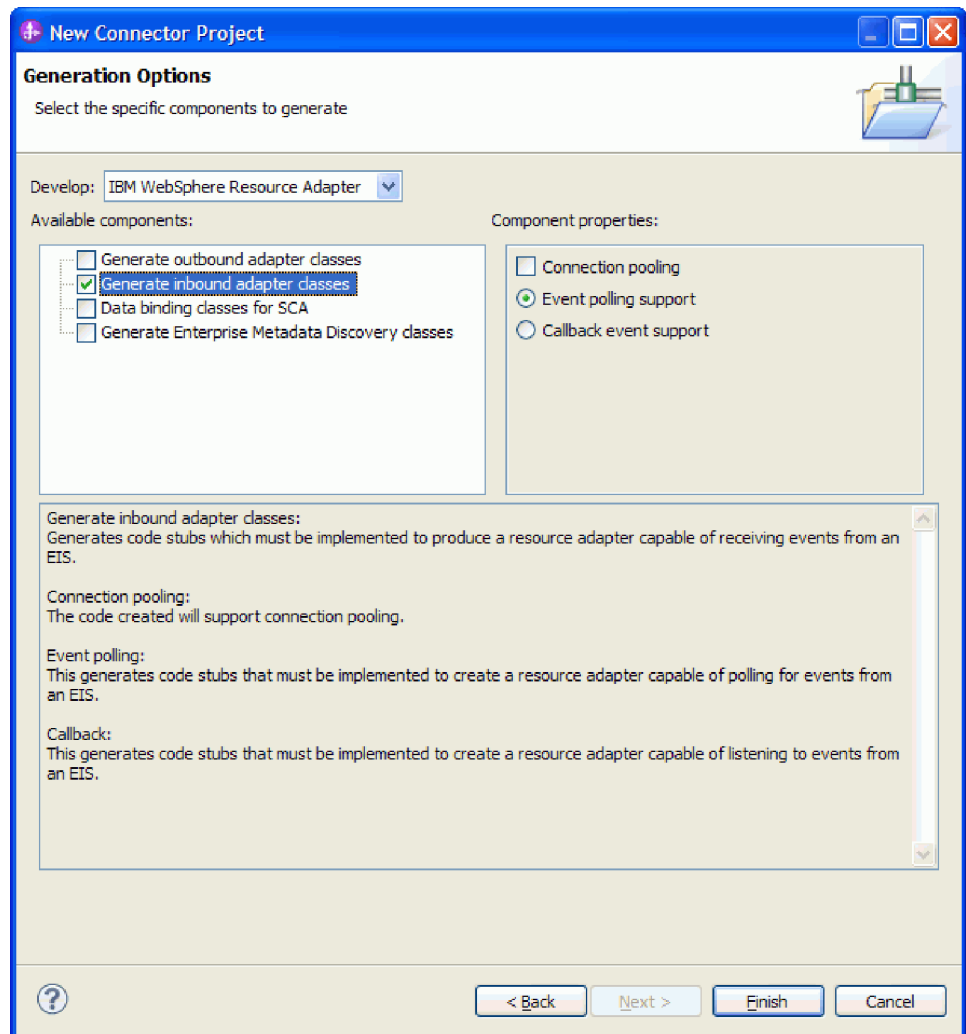 New Connector Project
Generation Options
Select the specific components to generate
Develop: IBM WebSphere Resource Adapter
Available components:
Generate outbound adapter classes
Generate inbound adapter classes
Data binding classes for SCA
Generate Enterprise Metadata Discovery classes
Component properties:
Connection pooling
Event polling support
Callback event support
Generate inbound adapter classes:
Generates code stubs which must be implemented to produce a resource adapter capable of receiving events from an
EIS.
Connection pooling:
The code created will support connection pooling.
Event polling:
This generates code stubs that must be implemented to create a resource adapter capable of polling for events from
an EIS.
Callback:
This generates code stubs that must be implemented to create a resource adapter capable of listening to events from
an EIS.
?
< Back
Next >
Finish
Cancel